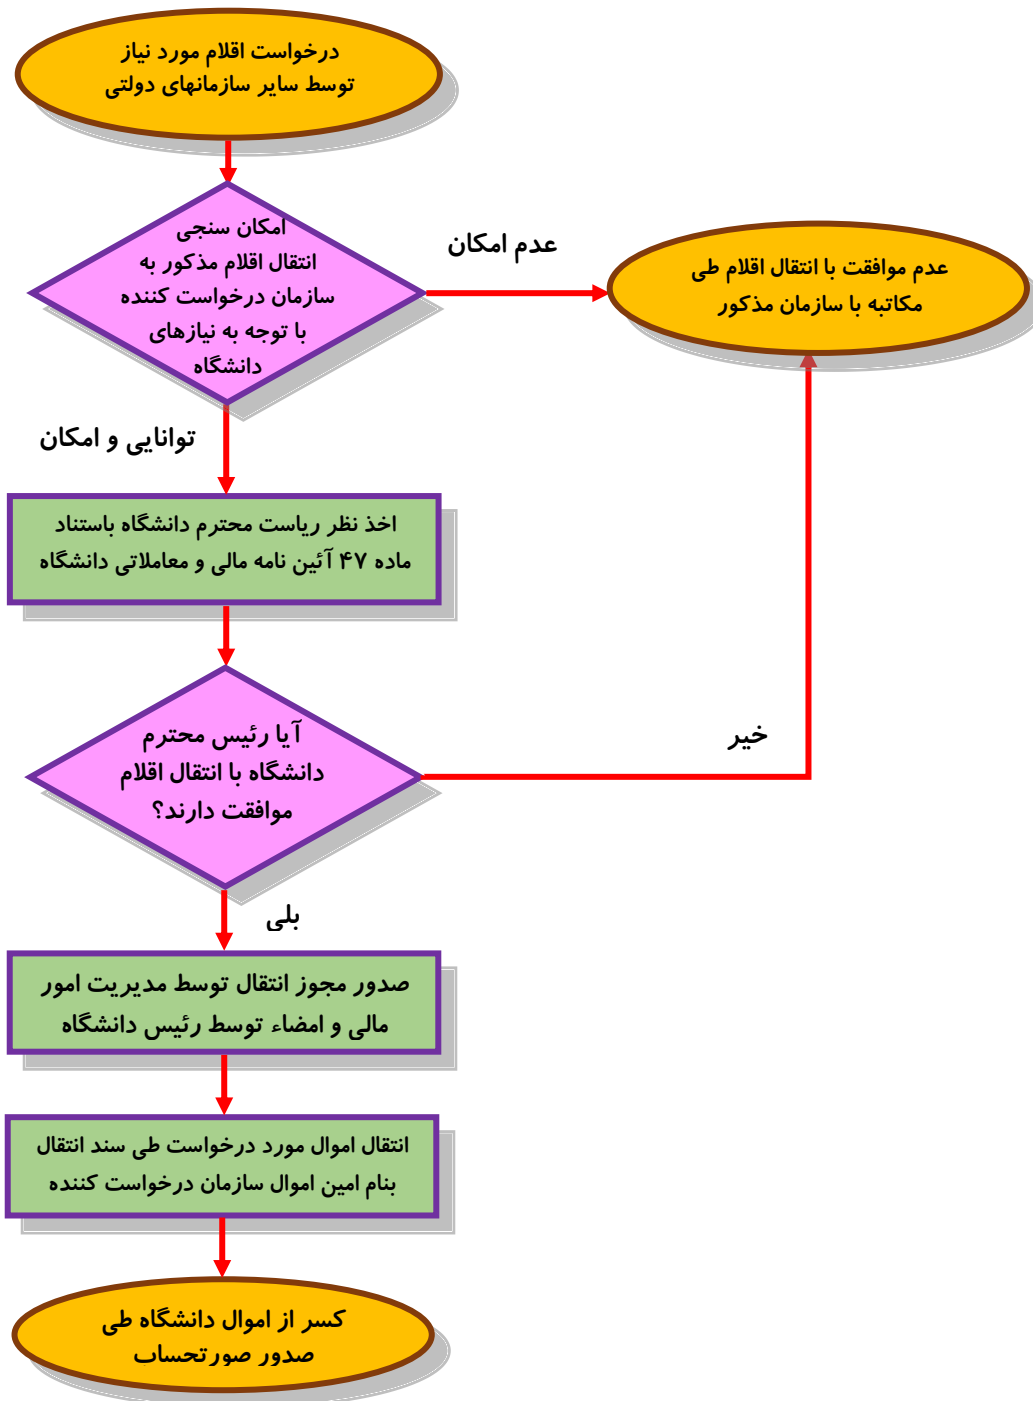 درخواست اقلام مورد نیاز
توسط سایر سازمانهای دولتی
امکان سنجی
انتقال اقلام مذکور به
سازمان درخواست کننده
با توجه به نیازهای
دانشگاه
عدم امکان
عدم موافقت با انتقال اقلام طی
مکاتبه با سازمان مذکور
توانایی و امکان
اخذ نظر ریاست محترم دانشگاه باستناد
ماده ۴۷ آئین نامه مالی و معاملاتی دانشگاه
آیا رئیس محترم
دانشگاه با انتقال اقلام
موافقت دارند؟
خیر
بلی
صدور مجوز انتقال توسط مدیریت امور
مالی و امضاء توسط رئیس دانشگاه
انتقال اموال مورد درخواست طی سند انتقال
بنام امین اموال سازمان درخواست کننده
کسر از اموال دانشگاه طی
صدور صورتحساب